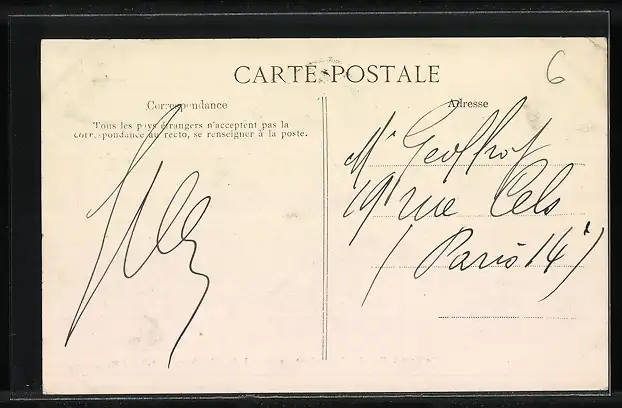 CARTE POSTALE
6
Correspondance
Tous les pays étrangers n'acceptent pas la
correspondance au recto, se renseigner à la poste.
Adresse
Mr Geoffroy
19 rue Cels
(Paris 14e)